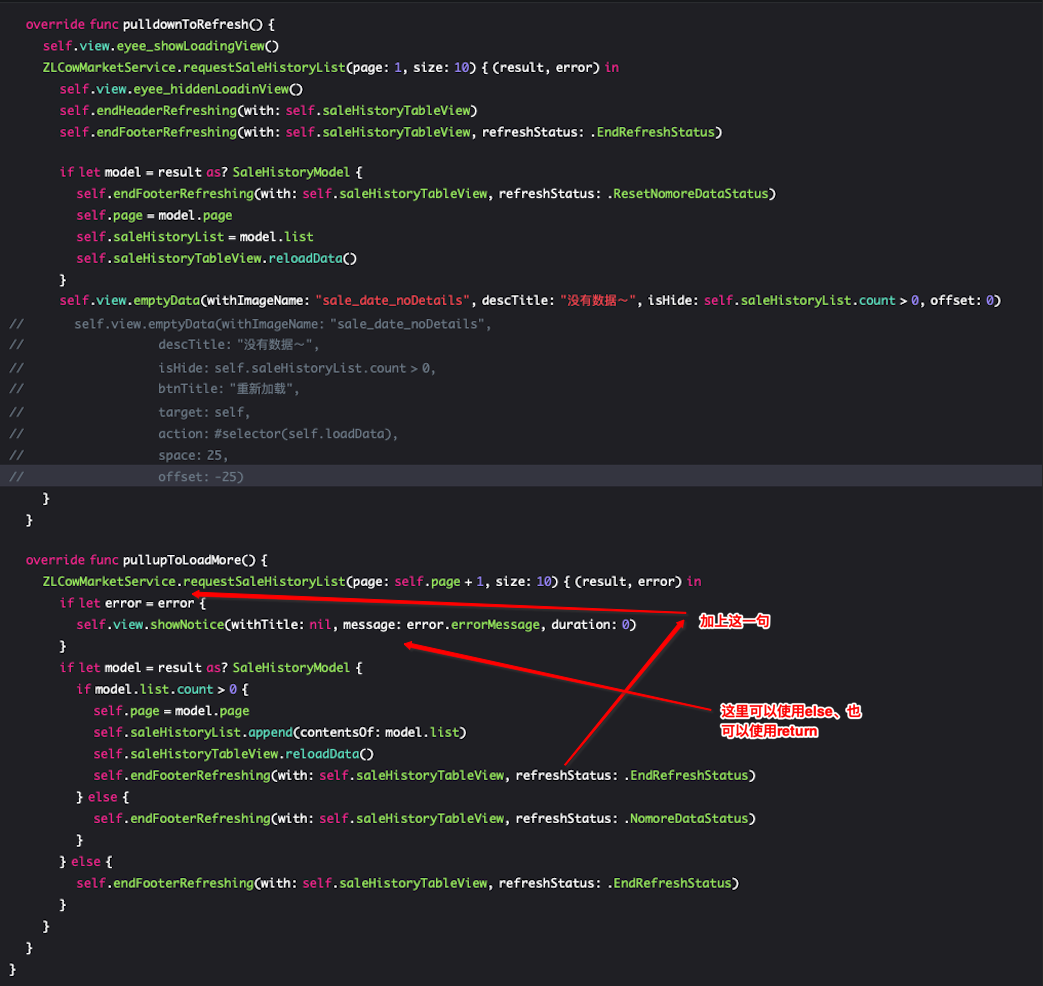 override func pulldownToRefresh() {
self.view.eyee_showLoadingView()
ZLCowMarketService.requestSaleHistoryList(page: 1, size: 10) { (result, error) in
self.view.eyee_hiddenLoadinView()
self.endHeaderRefreshing(with: self.saleHistoryTableView)
self.endFooterRefreshing(with: self.saleHistoryTableView, refreshStatus: .EndRefreshStatus)
if let model = result as? SaleHistoryModel {
self.endFooterRefreshing(with: self.saleHistoryTableView, refreshStatus: .ResetNomoreDataStatus)
self.page = model.page
self.saleHistoryList = model.list
self.saleHistoryTableView.reloadData()
}
self.view.emptyData(withImageName: "sale_date_noDetails", descTitle: "没有数据～", isHide: self.saleHistoryList.count > 0, offset: 0)
// self.view.emptyData(withImageName: "sale_date_noDetails",
// descTitle: "没有数据～",
// isHide: self.saleHistoryList.count > 0,
// btnTitle: "重新加载",
// target: self,
// action: #selector(self.loadData),
// space: 25,
// offset: -25)
}
}
override func pullupToLoadMore() {
ZLCowMarketService.requestSaleHistoryList(page: self.page + 1, size: 10) { (result, error) in
if let error = error {
加上这一句
self.view.showNotice(withTitle: nil, message: error.errorMessage, duration: 0)
}
if let model = result as? SaleHistoryModel {
if model.list.count > 0 {
self.page = model.page
这里可以使用else、也
可以使用return
self.saleHistoryList.append(contentsOf: model.list)
self.saleHistoryTableView.reloadData()
self.endFooterRefreshing(with: self.saleHistoryTableView, refreshStatus: .EndRefreshStatus)
} else {
self.endFooterRefreshing(with: self.saleHistoryTableView, refreshStatus: .NomoreDataStatus)
}
} else {
self.endFooterRefreshing(with: self.saleHistoryTableView, refreshStatus: .EndRefreshStatus)
}
}
}
}